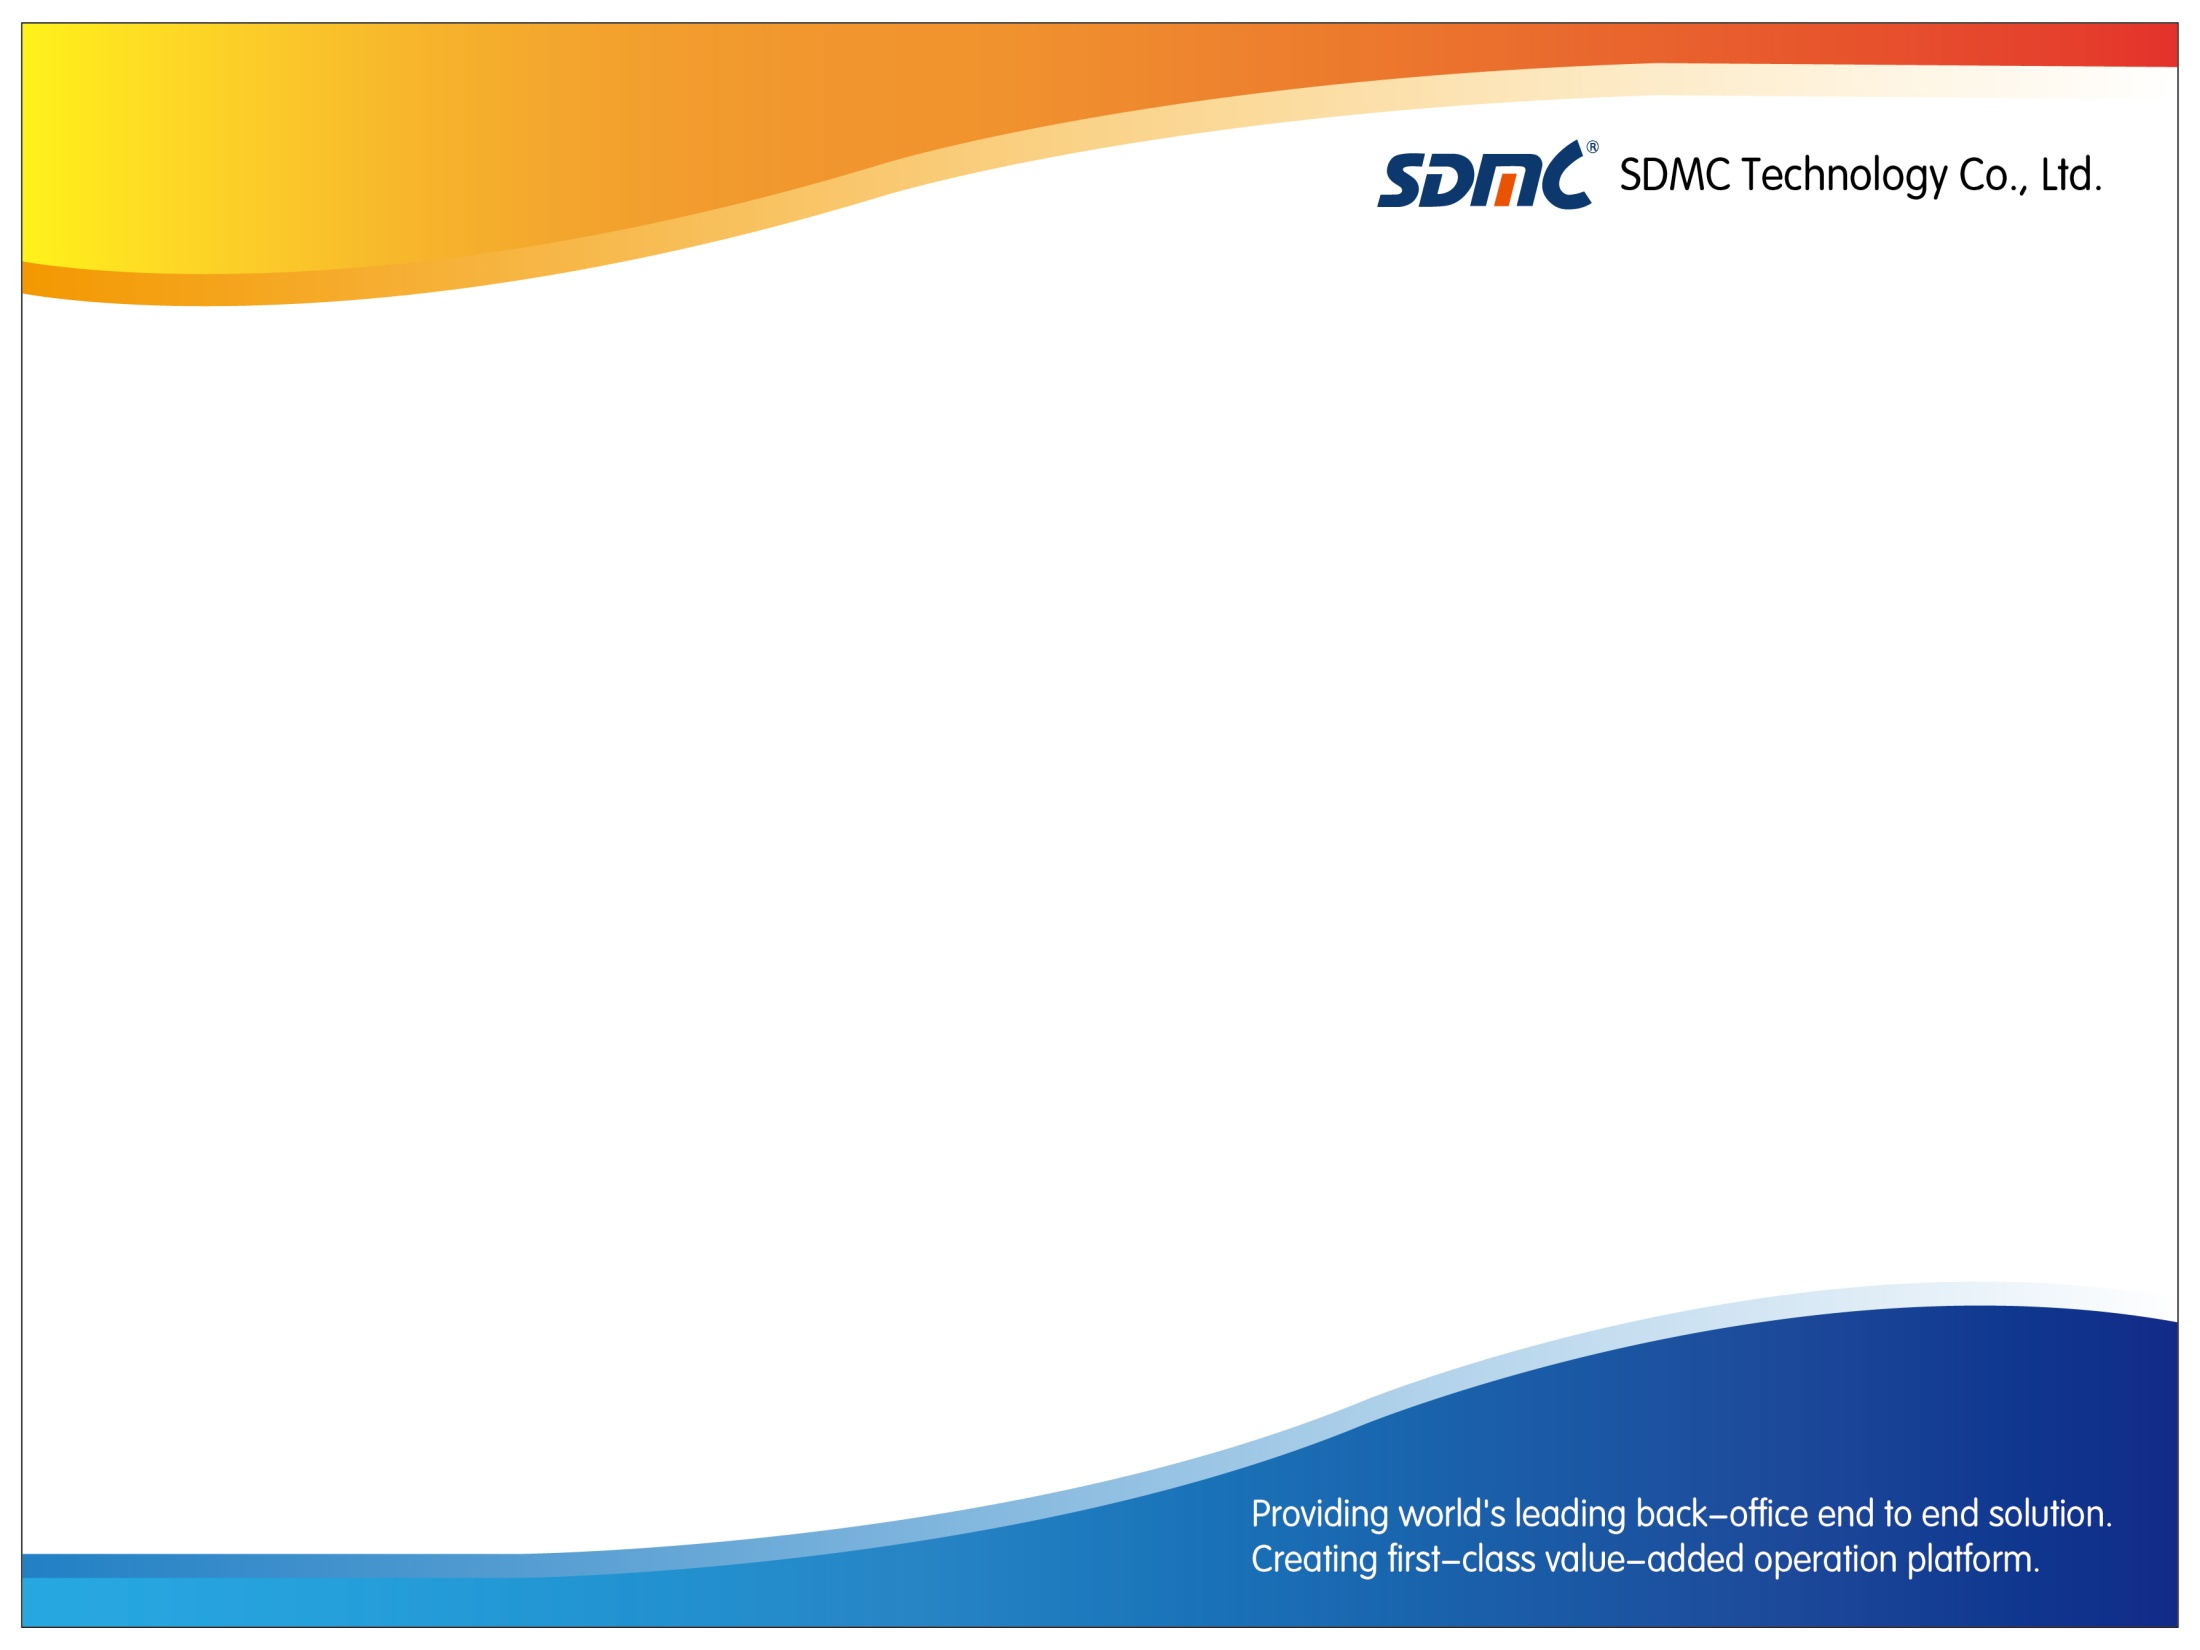 SDMC® SDMC Technology Co., Ltd.
Providing world's leading back-office end to end solution.
Creating first-class value-added operation platform.